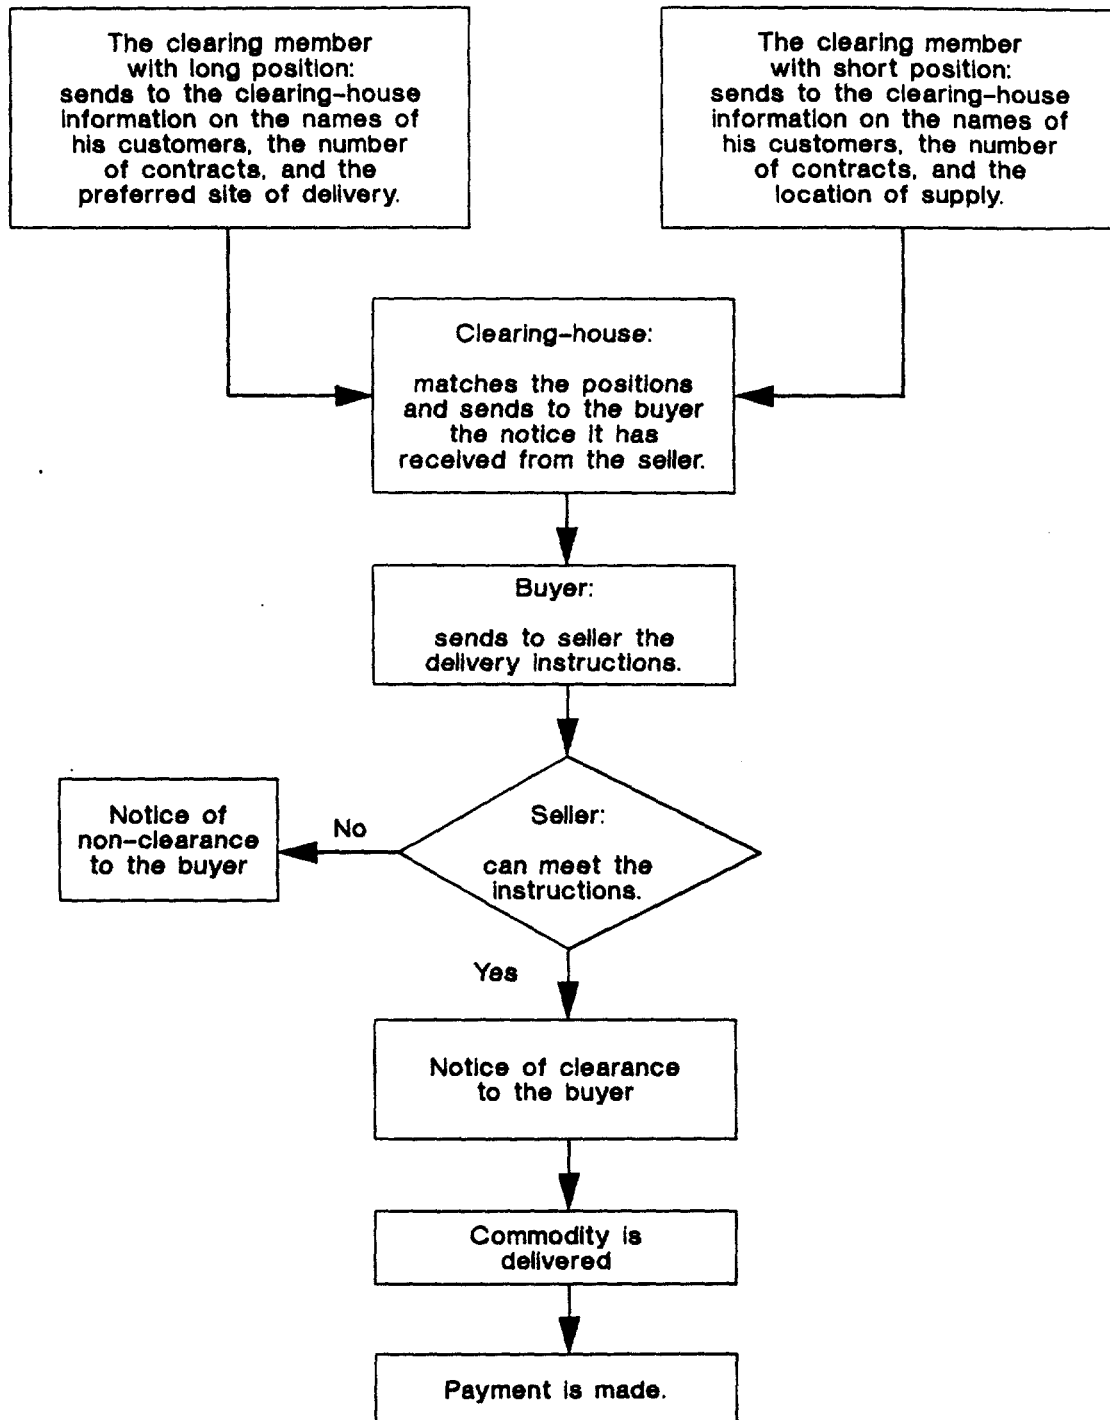 The clearing member
with long position:
sends to the clearing-house
information on the names of
his customers, the number
of contracts, and the
preferred site of delivery.
The clearing member
with short position:
sends to the clearing-house
information on the names of
his customers, the number
of contracts, and the
location of supply.
Clearing-house:
matches the positions
and sends to the buyer
the notice it has
received from the seller.
Buyer:
sends to seller the
delivery instructions.
Seller:
can meet the
instructions.
No
Notice of
non-clearance
to the buyer
Yes
Notice of clearance
to the buyer
Commodity is
delivered
Payment is made.